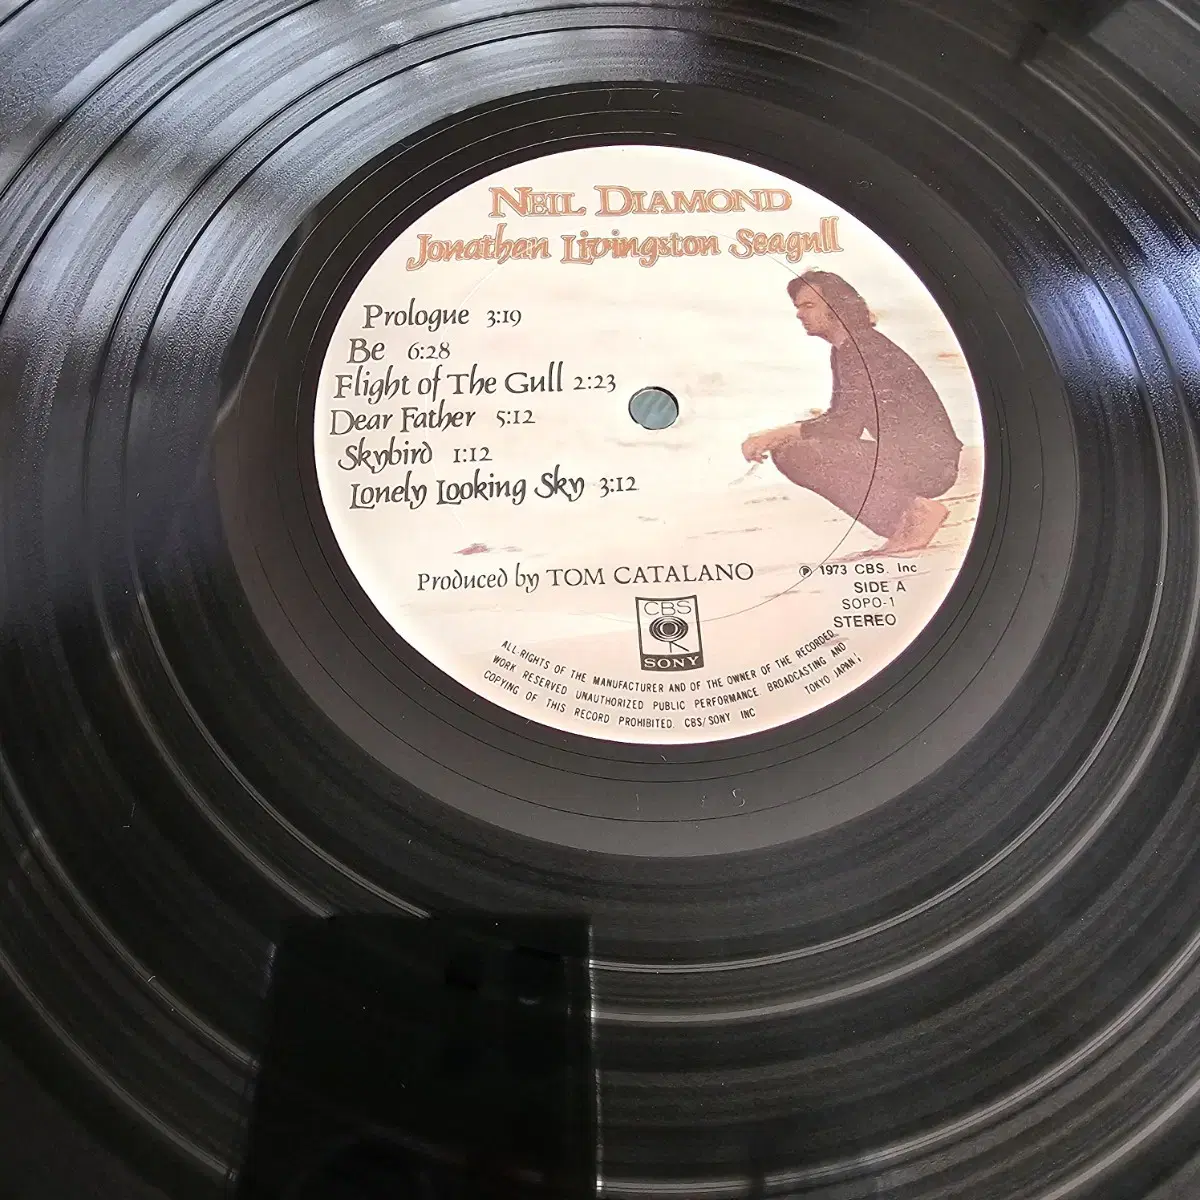 NEIL DIAMOND
Jonathan Livingston Seagull
Prologue 3:19
Be 6:28
Flight of The Gull 2:23
Dear Father 5:12
Skybird 1:12
Lonely Looking Sky 3:12
Produced by TOM CATALANO
℗ 1973 CBS. Inc
SIDE A
SOPO-1
STEREO
CBS
SONY
ALL RIGHTS OF THE MANUFACTURER AND OF THE OWNER OF THE RECORDED
WORK RESERVED UNAUTHORIZED PUBLIC PERFORMANCE BROADCASTING AND
COPYING OF THIS RECORD PROHIBITED. CBS/SONY INC TOKYO JAPAN